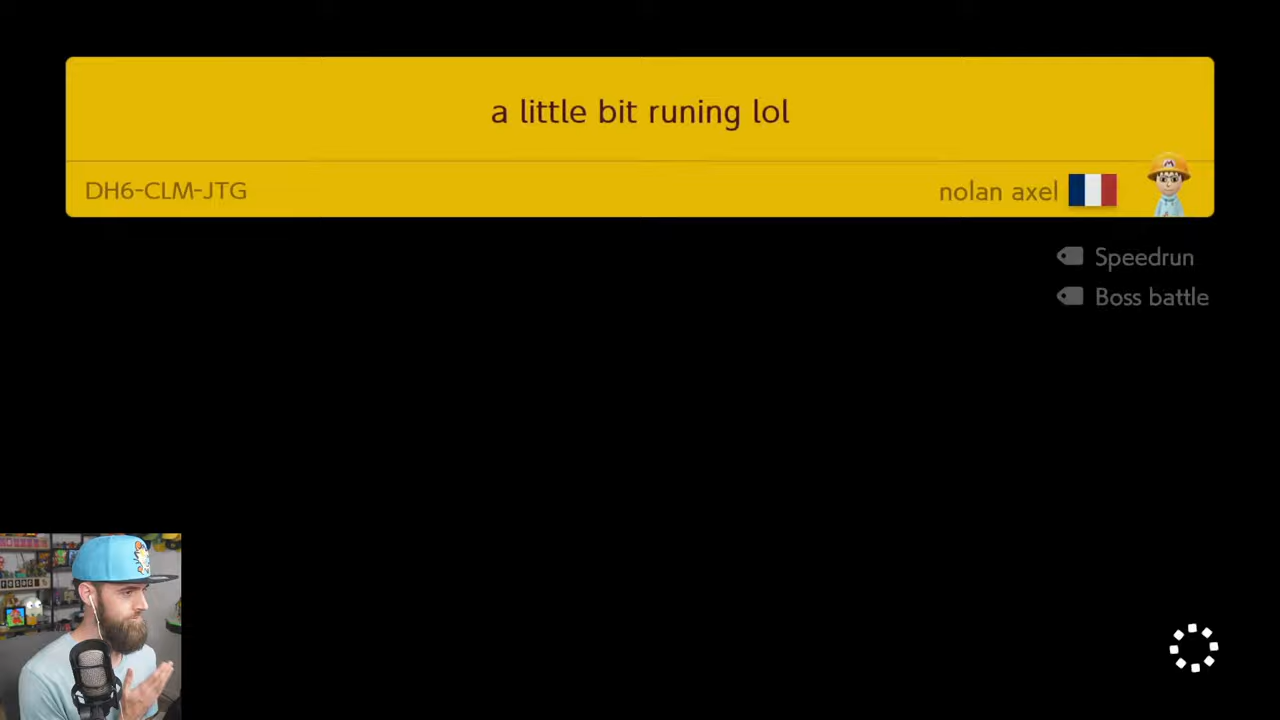 a little bit runing lol
DH6-CLM-JTG
nolan axel
Speedrun
Boss battle